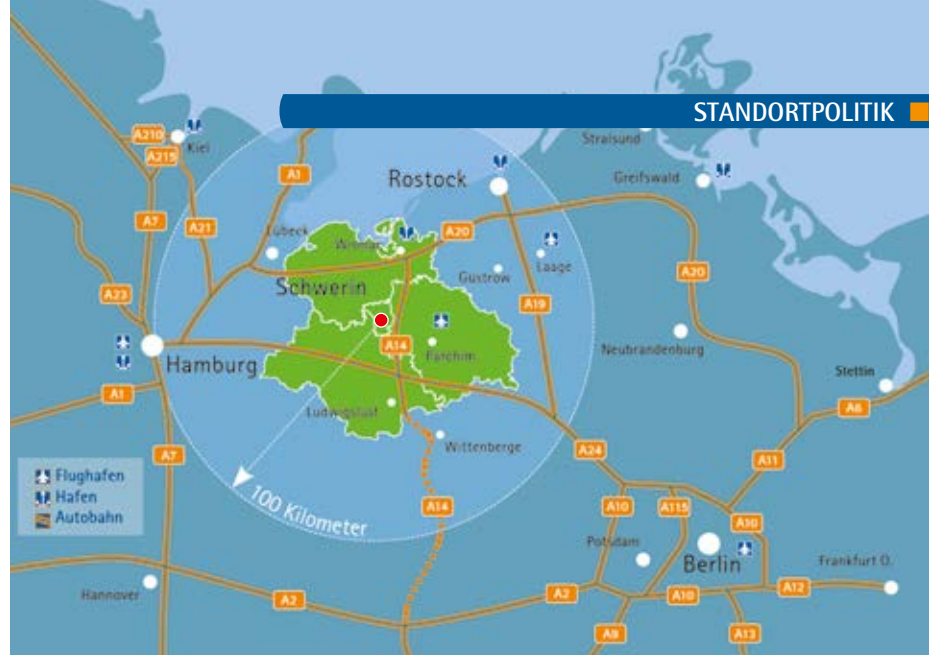 STANDORTPOLITIK
Stralsund
A210
Kiel
A215
A1
Rostock
Greifswald
A7
A21
Lübeck
Wismar
A20
Laage
Güstrow
A20
A23
Schwerin
A19
Hamburg
A14
Parchim
Neubrandenburg
Stettin
A1
Ludwigslust
A6
Wittenberge
A24
A11
A7
Flughafen
Hafen
Autobahn
100 Kilometer
A14
A10
A115
A10
Potsdam
Berlin
Frankfurt O.
Hannover
A2
A2
A10
A12
A9
A13